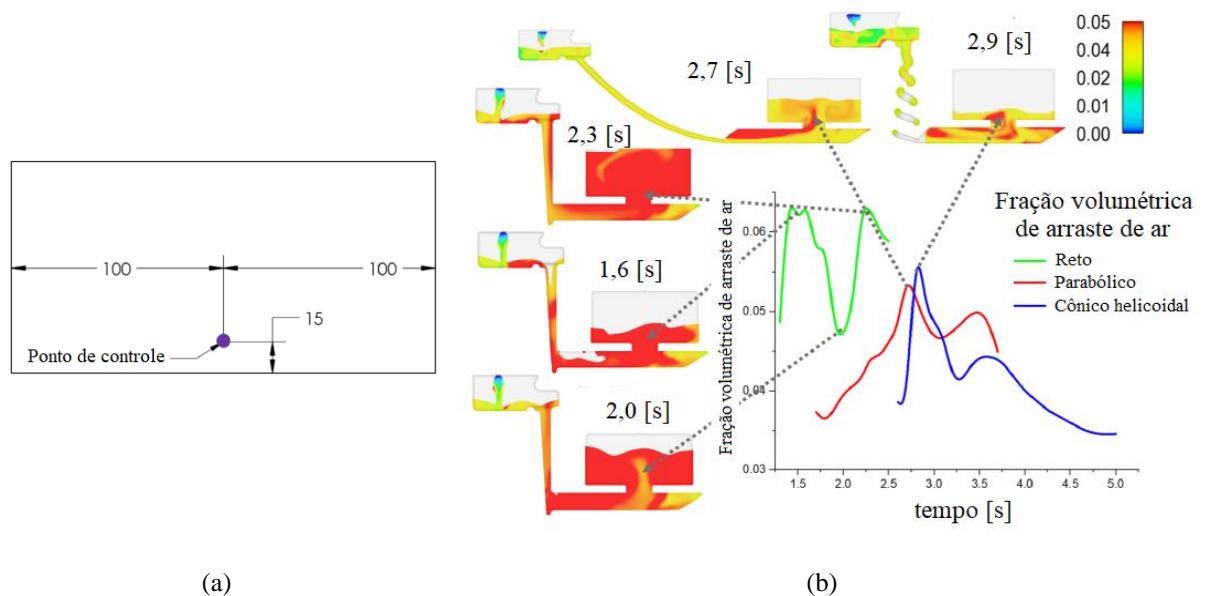 100
100
15
Ponto de controle
(a)
2,7 [s]
2,9 [s]
2,3 [s]
1,6 [s]
2,0 [s]
0.05
0.04
0.02
0.01
0.00
Fração volumétrica de arraste de ar
0.06
0.05
0.04
0.03
1.5
2.0
2.5
3.0
3.5
4.0
4.5
5.0
tempo [s]
Fração volumétrica
de arraste de ar
Reto
Parabólico
Cônico helicoidal
(b)